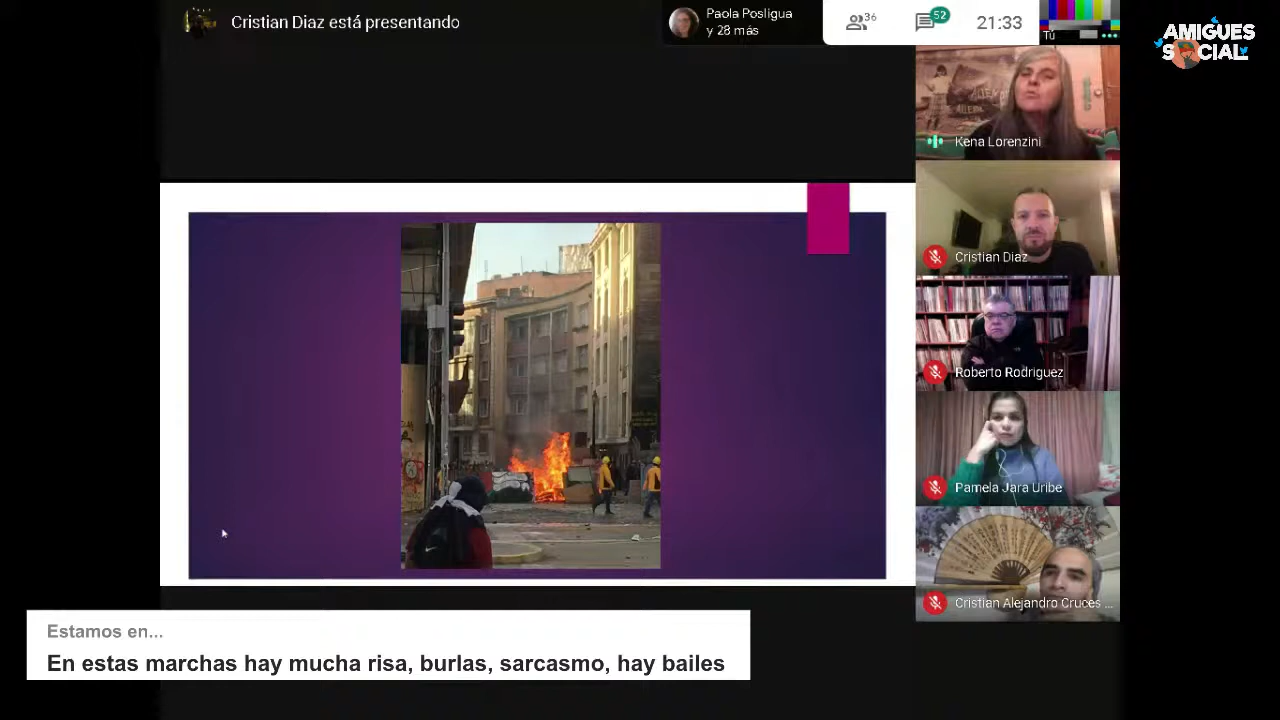 Cristian Diaz está presentando
Paola Posligua
y 28 más
36
52
21:33
Tú
AMIGUES
SOCIAL
Kena Lorenzini
Cristian Diaz
Roberto Rodriguez
Pamela Jara Uribe
Cristian Alejandro Cruces ...
Estamos en...
En estas marchas hay mucha risa, burlas, sarcasmo, hay bailes